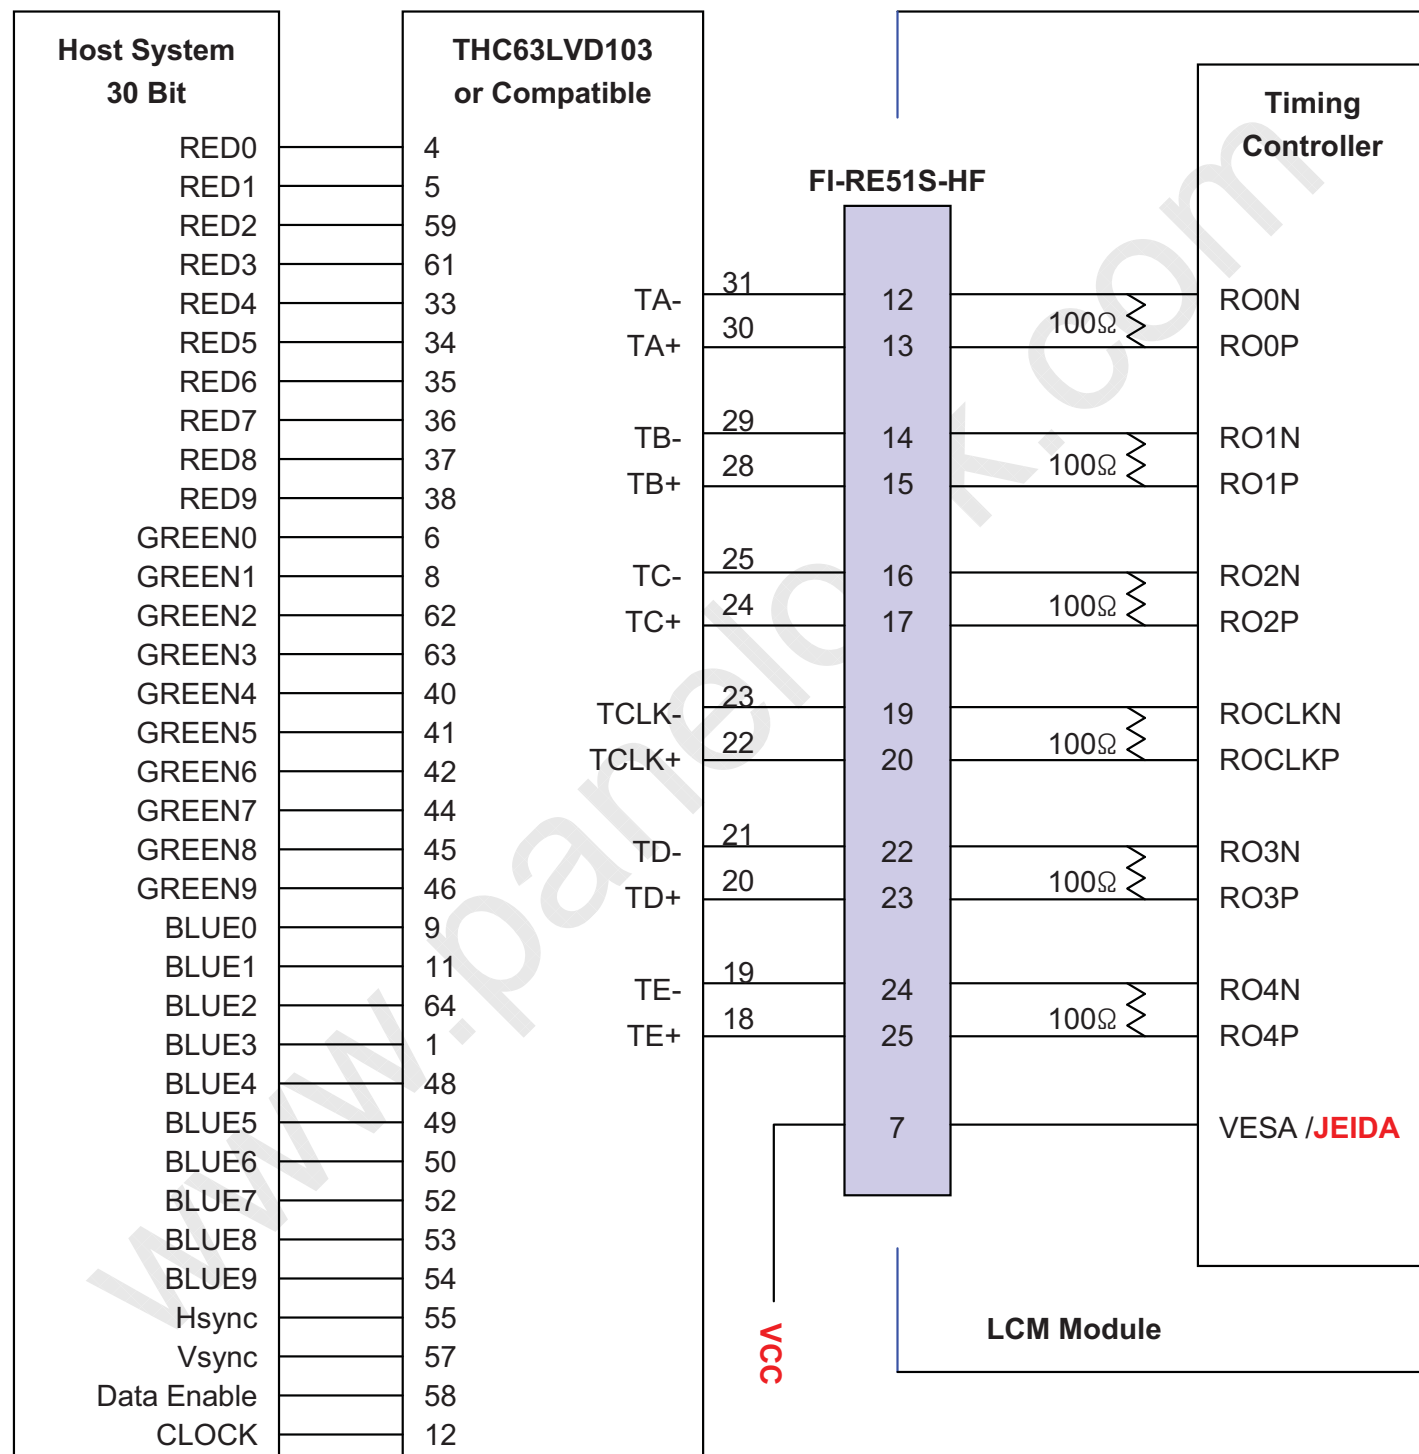 Host System
30 Bit
RED0
RED1
RED2
RED3
RED4
RED5
RED6
RED7
RED8
RED9
GREEN0
GREEN1
GREEN2
GREEN3
GREEN4
GREEN5
GREEN6
GREEN7
GREEN8
GREEN9
BLUE0
BLUE1
BLUE2
BLUE3
BLUE4
BLUE5
BLUE6
BLUE7
BLUE8
BLUE9
Hsync
Vsync
Data Enable
CLOCK
THC63LVD103
or Compatible
4
5
59
61
33
34
35
36
37
38
6
8
62
63
40
41
42
44
45
46
9
11
64
1
48
49
50
52
53
54
55
57
58
12
TA- 31
TA+ 30
TB- 29
TB+ 28
TC- 25
TC+ 24
TCLK- 23
TCLK+ 22
TD- 21
TD+ 20
TE- 19
TE+ 18
VCC
FI-RE51S-HF
12
13
14
15
16
17
19
20
22
23
24
25
7
100Ω
100Ω
100Ω
100Ω
100Ω
100Ω
Timing
Controller
RO0N
RO0P
RO1N
RO1P
RO2N
RO2P
ROCLKN
ROCLKP
RO3N
RO3P
RO4N
RO4P
VESA /JEIDA
LCM Module